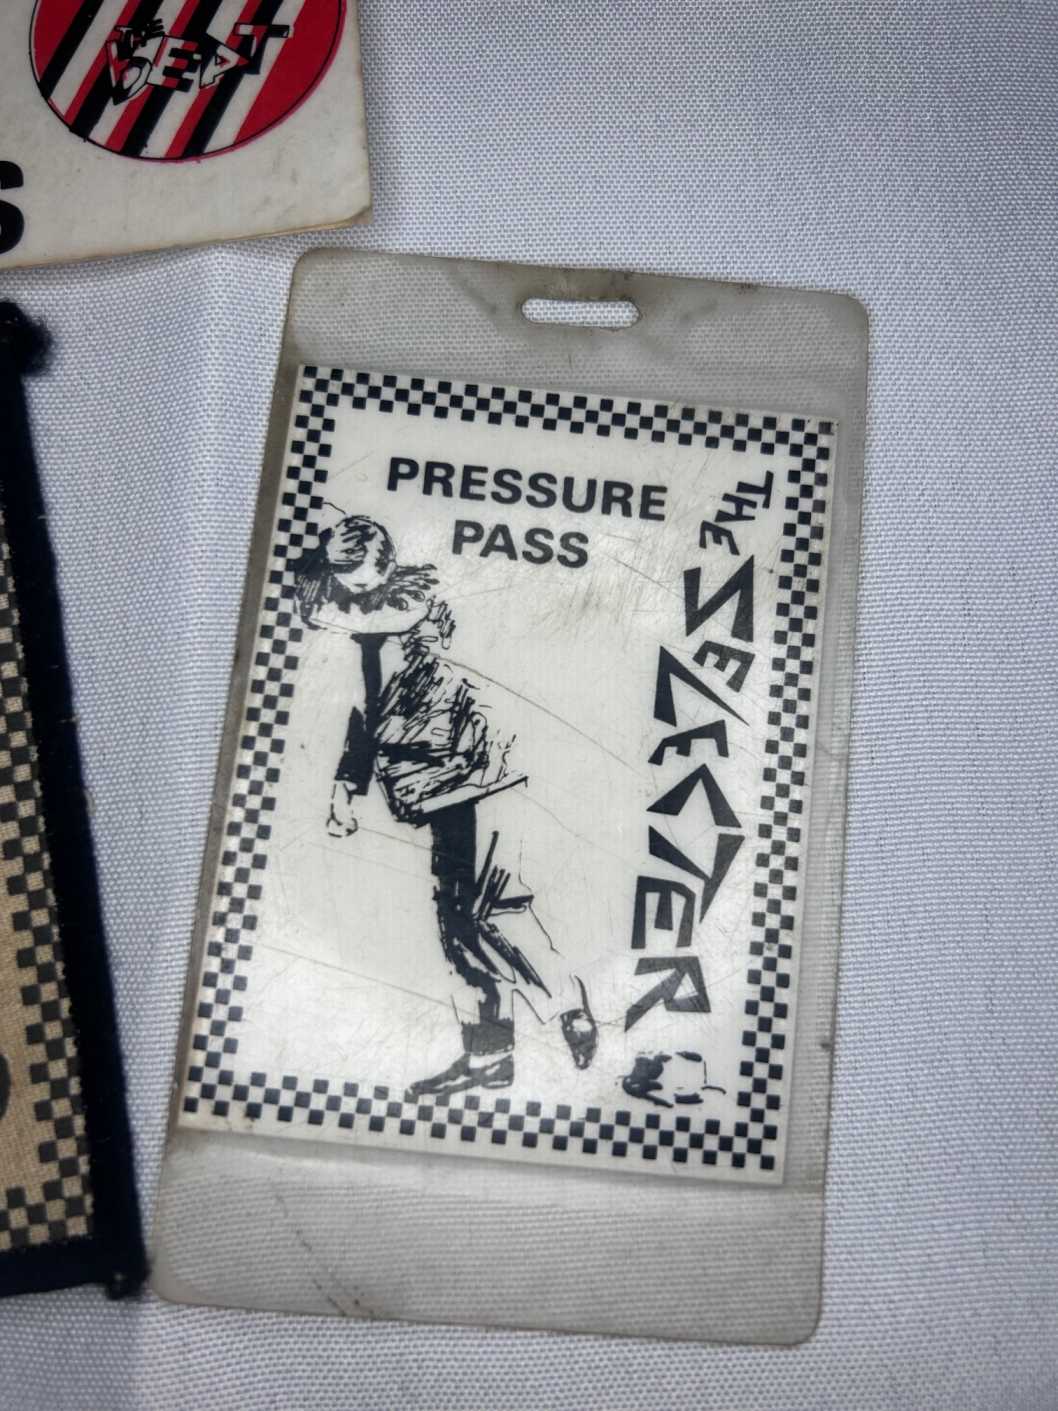 THE
BEAT
S
PRESSURE
PASS
THE
SELECTER